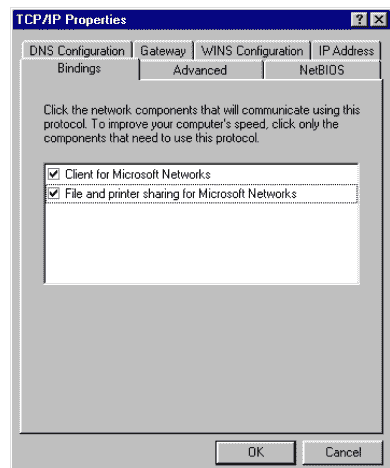 TCP/IP Properties
DNS Configuration Gateway WINS Configuration IP Address
Bindings Advanced NetBIOS
Click the network components that will communicate using this
protocol. To improve your computer's speed, click only the
components that need to use this protocol.
Client for Microsoft Networks
File and printer sharing for Microsoft Networks
OK Cancel